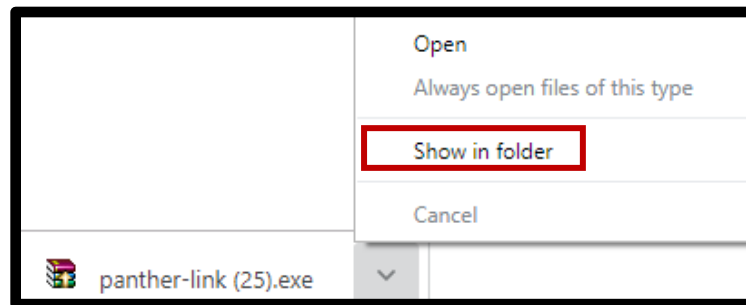 Open
Always open files of this type
Show in folder
Cancel
panther-link (25).exe